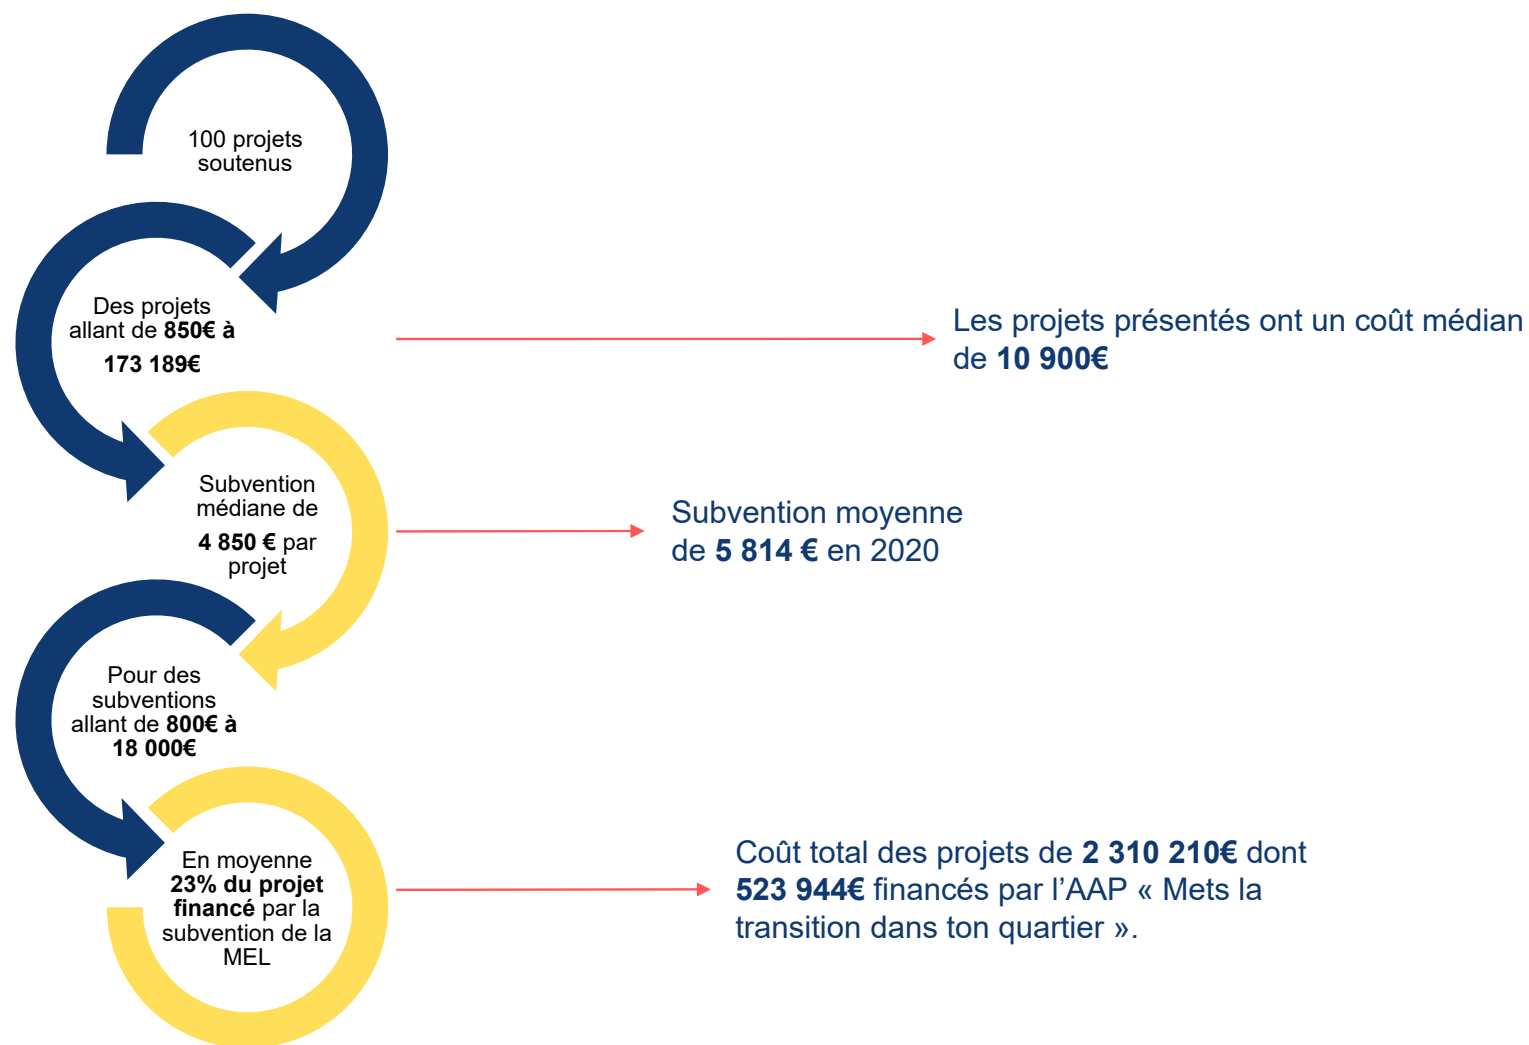 100 projets
soutenus
Des projets
allant de 850€ à
173 189€
Les projets présentés ont un coût médian
de 10 900€
Subvention
médiane de
4 850 € par
projet
Subvention moyenne
de 5 814 € en 2020
Pour des
subventions
allant de 800€ à
18 000€
En moyenne
23% du projet
financé par la
subvention de la
MEL
Coût total des projets de 2 310 210€ dont
523 944€ financés par l’AAP « Mets la
transition dans ton quartier ».